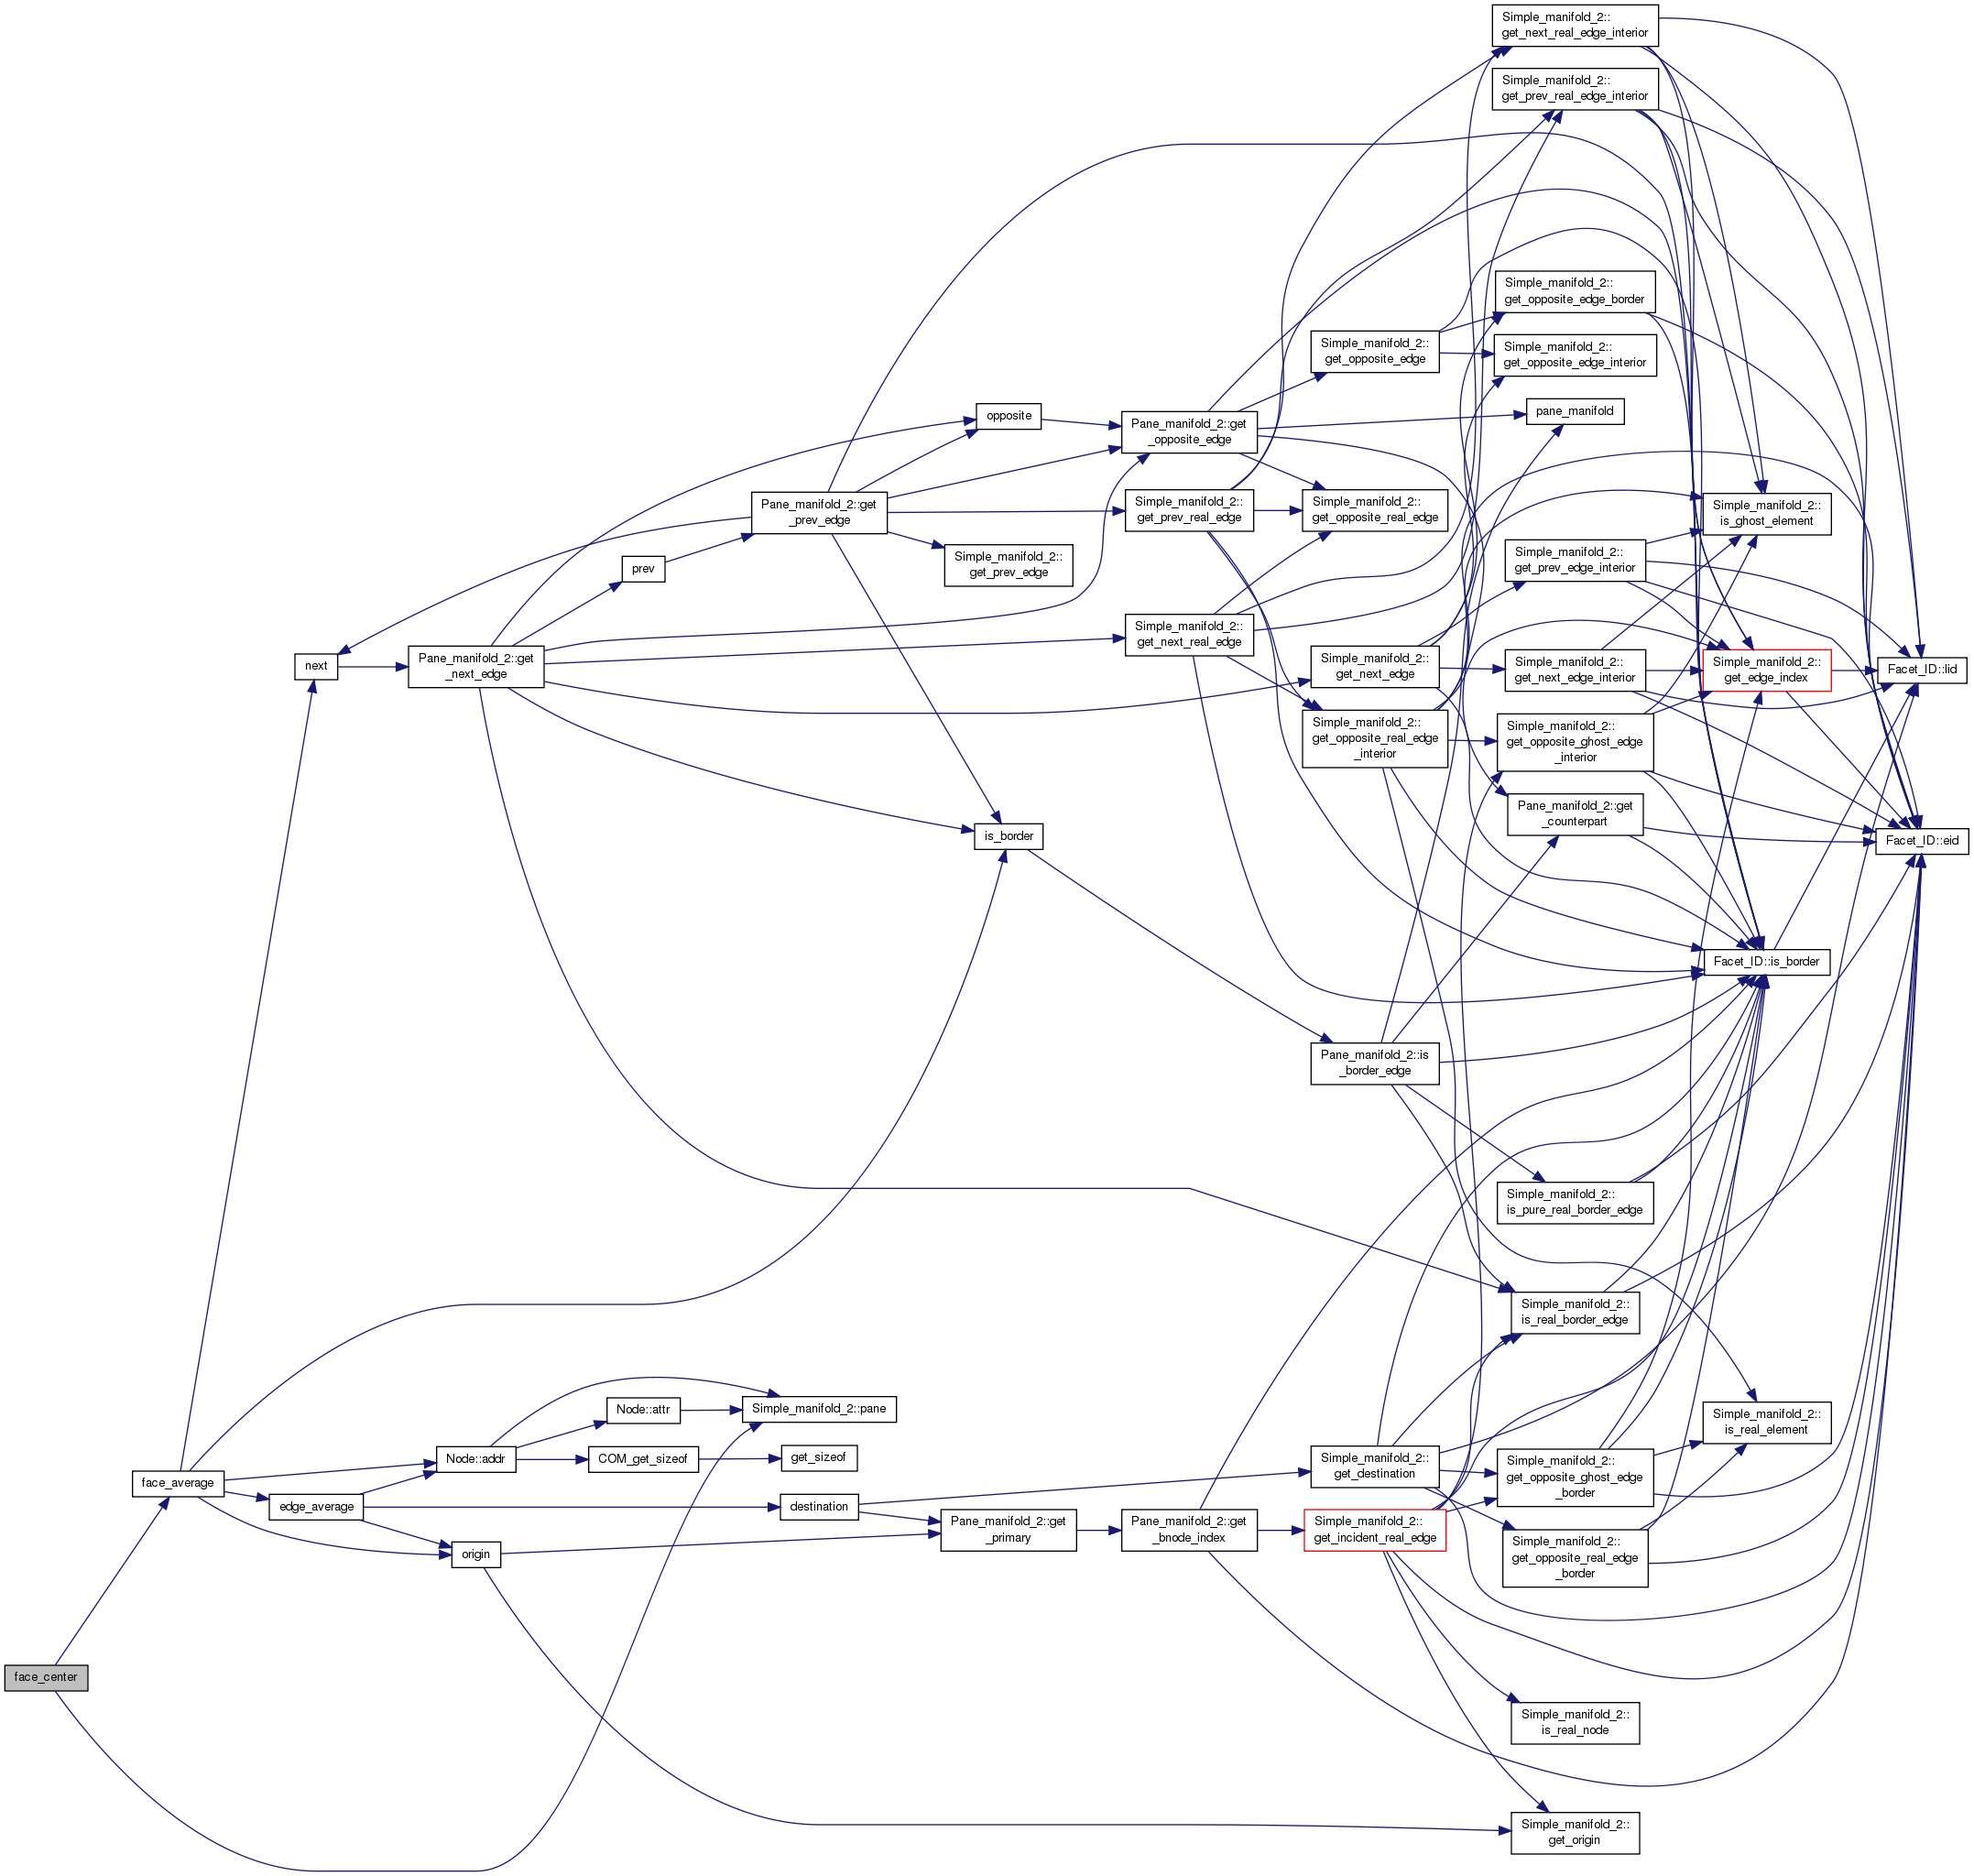 face_center
face_average
next
edge_average
Pane_manifold_2::get
_next_edge
Node::addr
origin
prev
Node::attr
COM_get_sizeof
Pane_manifold_2::get
_prev_edge
Simple_manifold_2::pane
get_sizeof
destination
opposite
Simple_manifold_2::
get_prev_edge
is_border
Pane_manifold_2::get
_primary
Pane_manifold_2::get
_opposite_edge
Simple_manifold_2::
get_prev_real_edge
Simple_manifold_2::
get_next_real_edge
Pane_manifold_2::get
_bnode_index
Simple_manifold_2::
get_opposite_edge
Simple_manifold_2::
get_opposite_real_edge
Simple_manifold_2::
get_next_edge
Simple_manifold_2::
get_opposite_real_edge
_interior
Pane_manifold_2::is
_border_edge
Simple_manifold_2::
get_destination
Simple_manifold_2::
get_incident_real_edge
Simple_manifold_2::
get_next_real_edge_interior
Simple_manifold_2::
get_prev_real_edge_interior
Simple_manifold_2::
get_opposite_edge_border
Simple_manifold_2::
get_opposite_edge_interior
pane_manifold
Simple_manifold_2::
get_prev_edge_interior
Simple_manifold_2::
get_next_edge_interior
Simple_manifold_2::
get_opposite_ghost_edge
_interior
Pane_manifold_2::get
_counterpart
Simple_manifold_2::
is_pure_real_border_edge
Simple_manifold_2::
is_real_border_edge
Simple_manifold_2::
get_opposite_ghost_edge
_border
Simple_manifold_2::
get_opposite_real_edge
_border
Simple_manifold_2::
is_real_node
Simple_manifold_2::
get_origin
Simple_manifold_2::
is_ghost_element
Simple_manifold_2::
get_edge_index
Facet_ID::is_border
Simple_manifold_2::
is_real_element
Facet_ID::lid
Facet_ID::eid